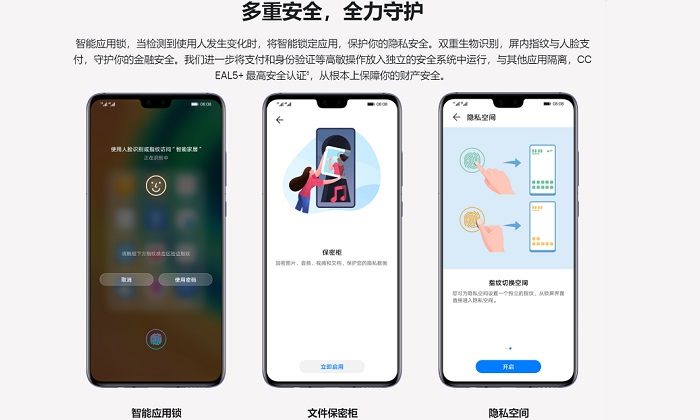 多重安全，全力守护
智能应用锁，当检测到使用人发生变化时，将智能锁定应用，保护你的隐私安全。双重生物识别，屏内指纹与人脸支
付，守护你的金融安全。我们进一步将支付和身份验证等高敏操作放入独立的安全系统中运行，与其他应用隔离，CC
EAL5+ 最高安全认证，从根本上保障你的财产安全。
08:08
使用人脸识别或指纹访问“智能家居”
正在识别中
请触摸下方指纹感应区验证指纹
取消
使用密码
智能应用锁
08:08
保密柜
加密图片、音频、视频和文档，保护您的隐私数据
立即启用
文件保密柜
08:08
隐私空间
指纹切换空间
您可为隐私空间设置一个独立的指纹，从锁屏界面
直接进入隐私空间。
开启
隐私空间